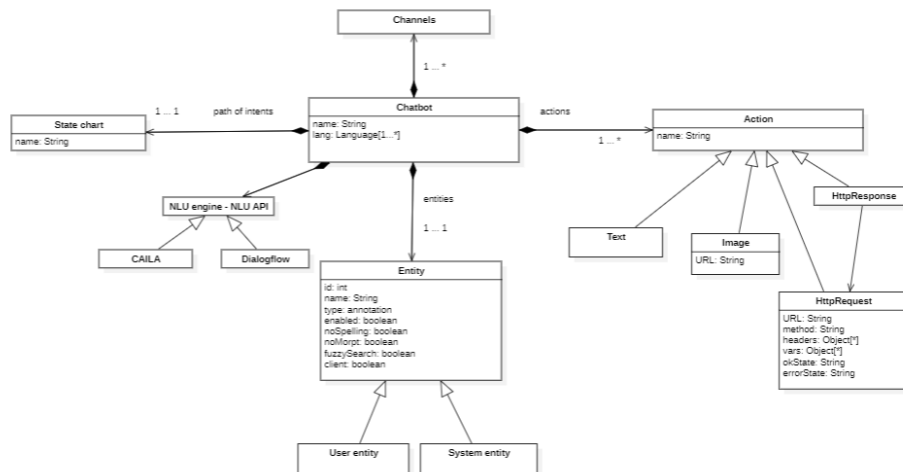 Channels
1 ... *
1 ... 1
path of intents
Chatbot
name: String
lang: Language[1...*]
actions
1 ... *
State chart
name: String
Action
name: String
NLU engine - NLU API
CAILA
Dialogflow
entities
1 ... 1
Text
Image
URL: String
HttpResponse
HttpRequest
URL: String
method: String
headers: Object[*]
vars: Object[*]
okState: String
errorState: String
Entity
id: int
name: String
type: annotation
enabled: boolean
noSpelling: boolean
noMorpt: boolean
fuzzySearch: boolean
client: boolean
User entity
System entity